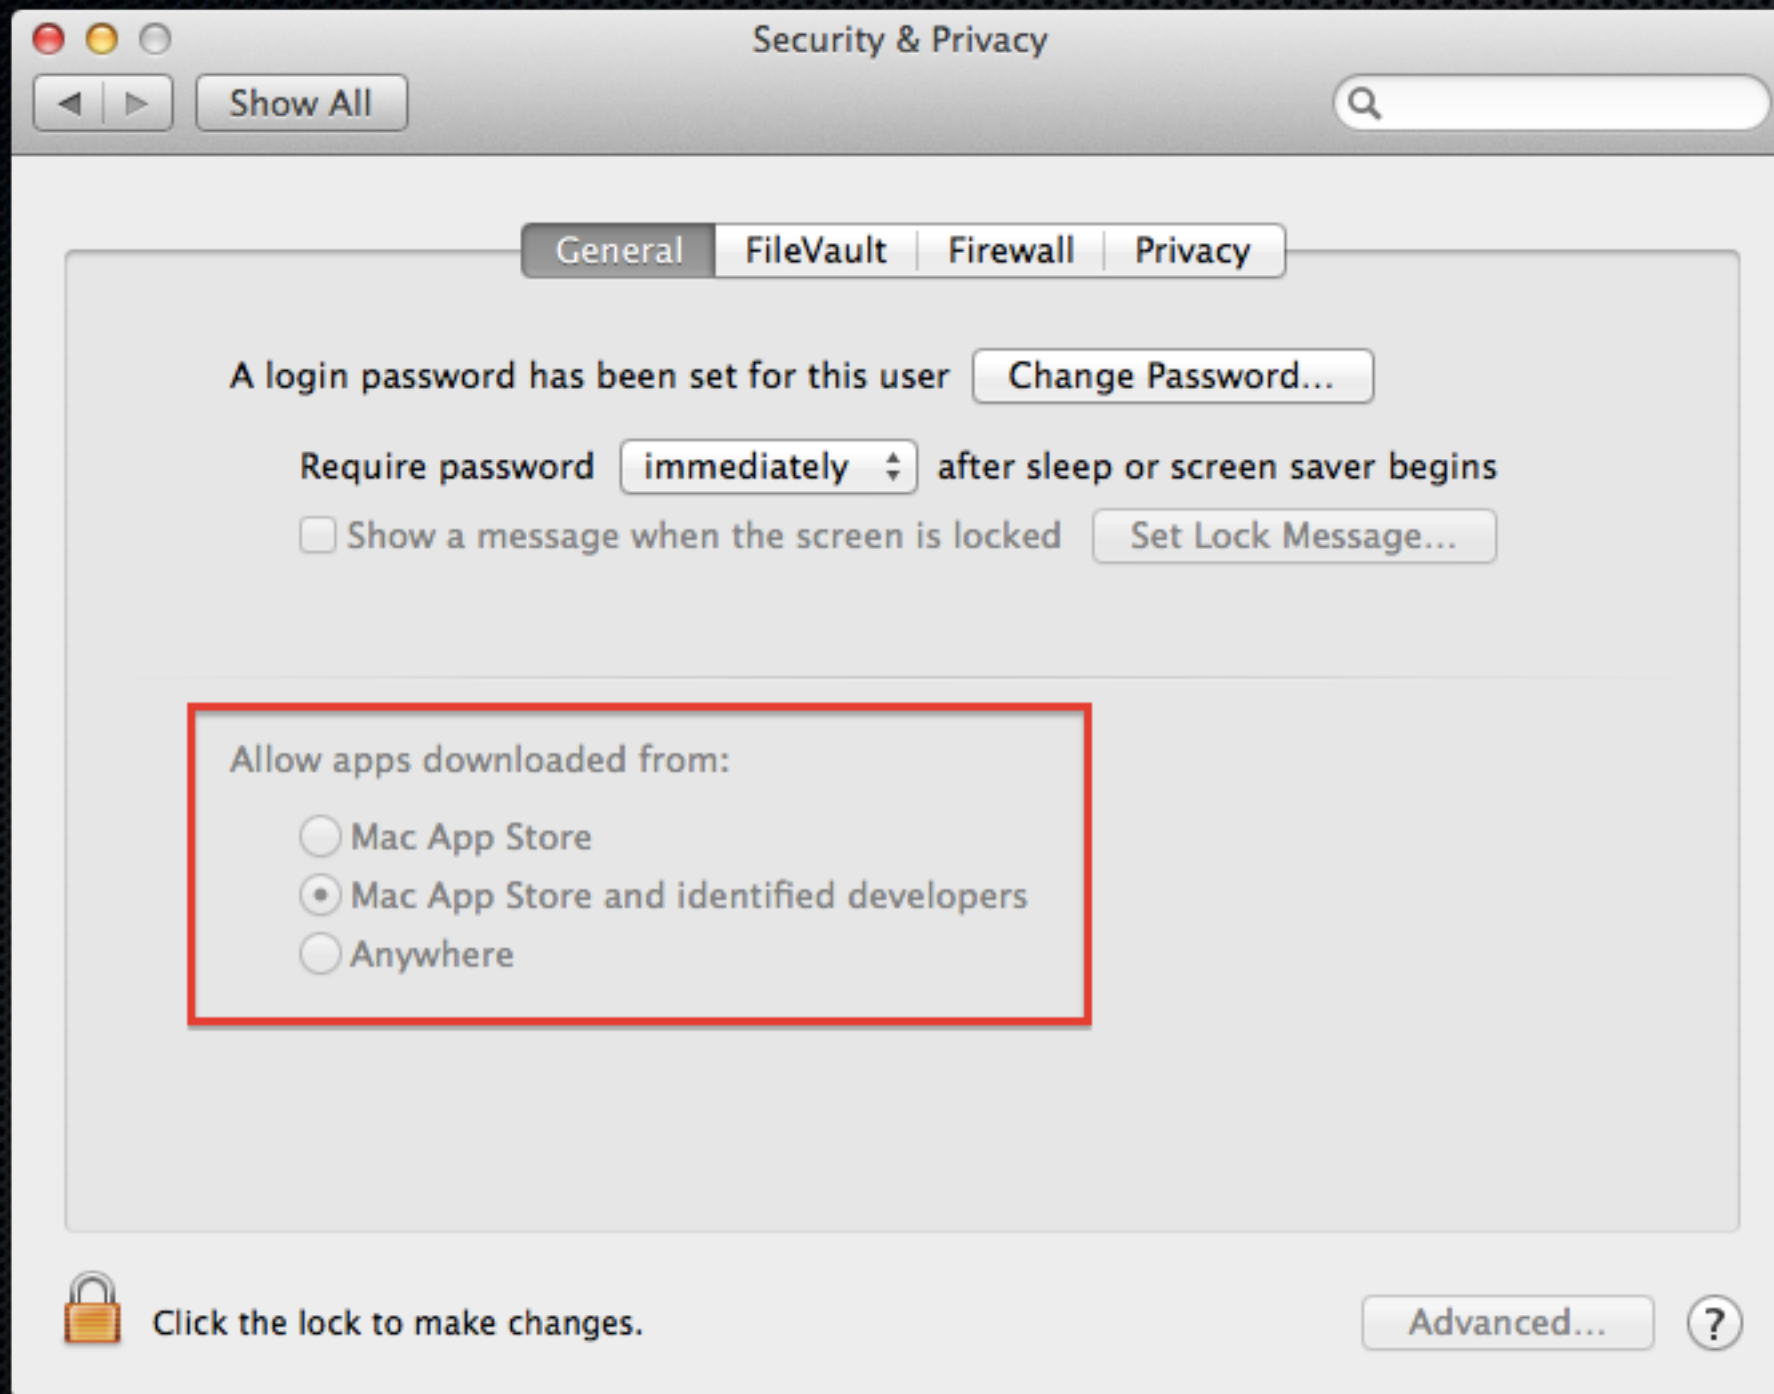 Security & Privacy
Show All
General FileVault Firewall Privacy
A login password has been set for this user Change Password...
Require password immediately after sleep or screen saver begins
Show a message when the screen is locked Set Lock Message...
Allow apps downloaded from:
Mac App Store
Mac App Store and identified developers
Anywhere
Click the lock to make changes.
Advanced... ?